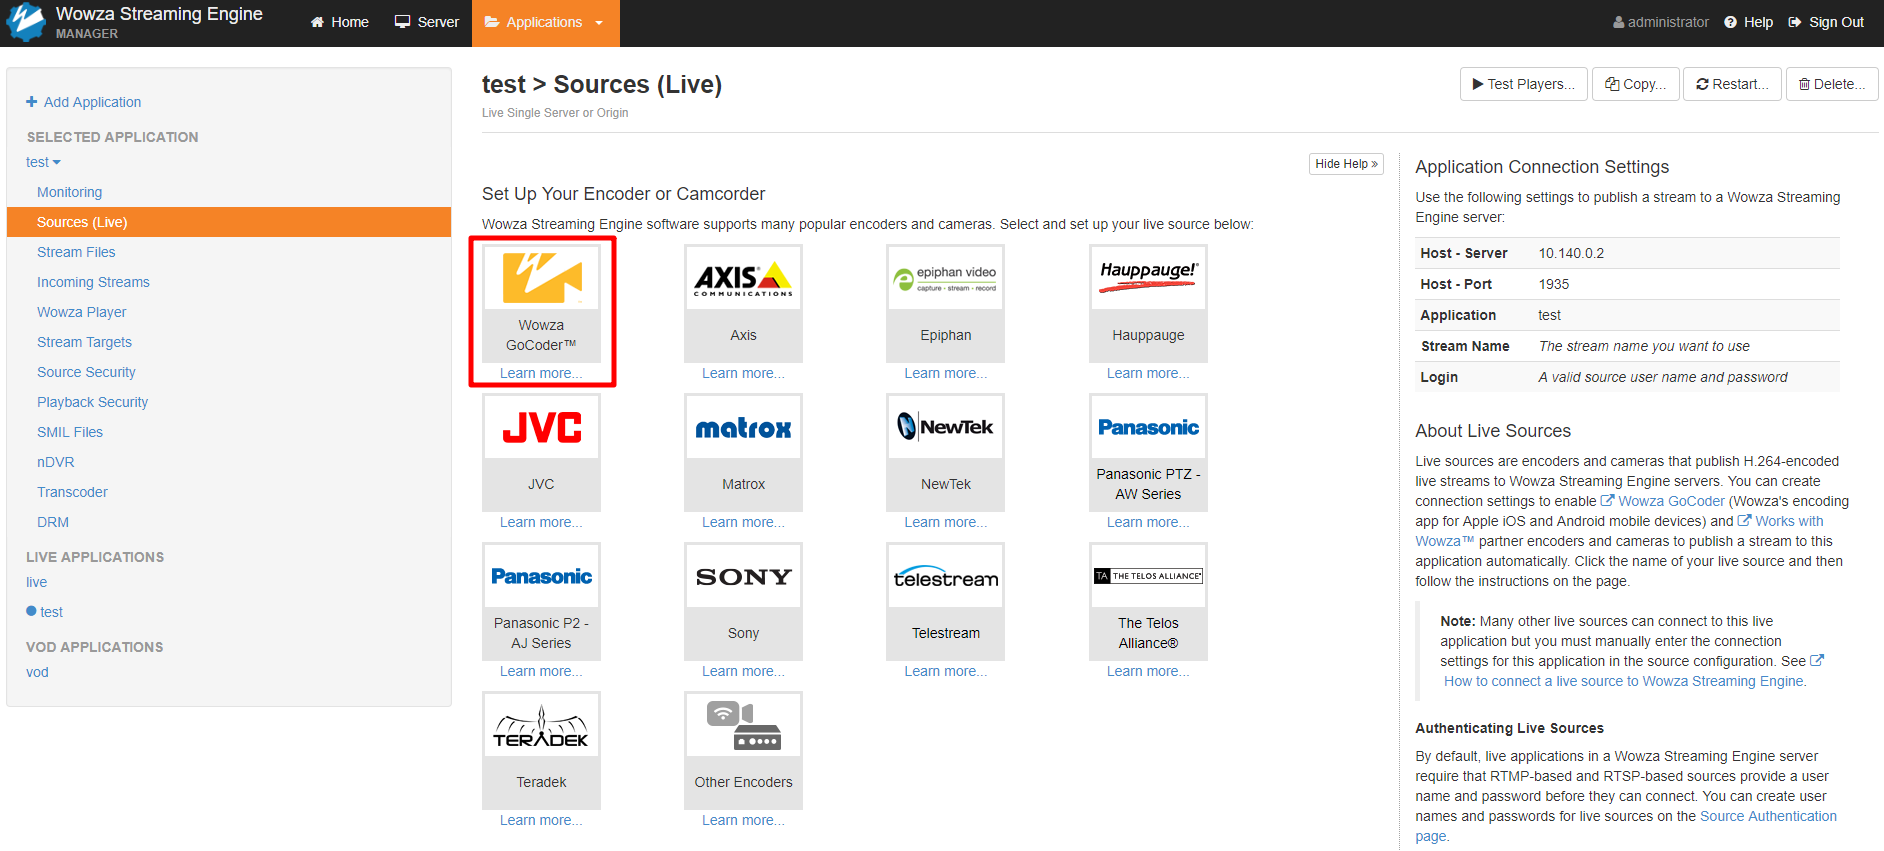 Wowza Streaming Engine
MANAGER
Home
Server
Applications
administrator
Help
Sign Out
Add Application
SELECTED APPLICATION
test
Monitoring
Sources (Live)
Stream Files
Incoming Streams
Wowza Player
Stream Targets
Source Security
Playback Security
SMIL Files
nDVR
Transcoder
DRM
LIVE APPLICATIONS
live
test
VOD APPLICATIONS
vod
test > Sources (Live)
Live Single Server or Origin
Test Players...
Copy...
Restart...
Delete...
Hide Help »
Set Up Your Encoder or Camcorder
Wowza Streaming Engine software supports many popular encoders and cameras. Select and set up your live source below:
Wowza
GoCoder™
Learn more...
AXIS
COMMUNICATIONS
Axis
Learn more...
epiphan video
capture - stream - record
Epiphan
Learn more...
Hauppauge!®
Hauppauge
Learn more...
JVC
JVC
Learn more...
matrox
Matrox
Learn more...
NewTek
NewTek
Learn more...
Panasonic
Panasonic PTZ -
AW Series
Learn more...
Panasonic
Panasonic P2 -
AJ Series
Learn more...
SONY
Sony
Learn more...
telestream
Telestream
Learn more...
TA THE TELOS ALLIANCE®
The Telos
Alliance®
Learn more...
TERADEK
Teradek
Learn more...
Other Encoders
Learn more...
Application Connection Settings
Use the following settings to publish a stream to a Wowza Streaming
Engine server:
Host - Server 10.140.0.2
Host - Port 1935
Application test
Stream Name The stream name you want to use
Login A valid source user name and password
About Live Sources
Live sources are encoders and cameras that publish H.264-encoded
live streams to Wowza Streaming Engine servers. You can create
connection settings to enable Wowza GoCoder (Wowza's encoding
app for Apple iOS and Android mobile devices) and Works with
Wowza™ partner encoders and cameras to publish a stream to this
application automatically. Click the name of your live source and then
follow the instructions on the page.
Note: Many other live sources can connect to this live
application but you must manually enter the connection
settings for this application in the source configuration. See
How to connect a live source to Wowza Streaming Engine.
Authenticating Live Sources
By default, live applications in a Wowza Streaming Engine server
require that RTMP-based and RTSP-based sources provide a user
name and password before they can connect. You can create user
names and passwords for live sources on the Source Authentication
page.